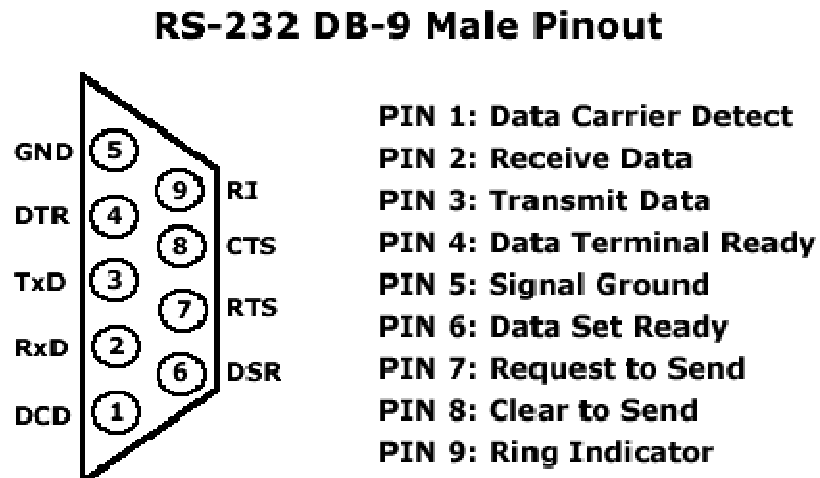 RS-232 DB-9 Male Pinout
GND 5
9 RI
DTR 4
8 CTS
TxD 3
7 RTS
RxD 2
6 DSR
DCD 1
PIN 1: Data Carrier Detect
PIN 2: Receive Data
PIN 3: Transmit Data
PIN 4: Data Terminal Ready
PIN 5: Signal Ground
PIN 6: Data Set Ready
PIN 7: Request to Send
PIN 8: Clear to Send
PIN 9: Ring Indicator